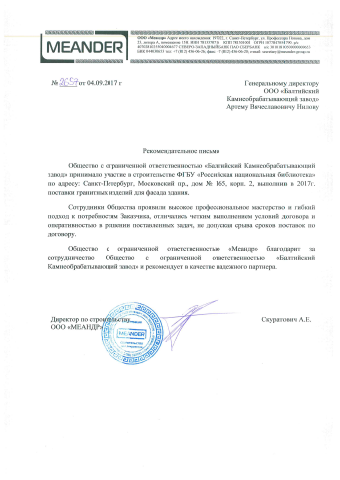 MEANDER
№ 2657 от 04.09.2017 г
Генеральному директору
ООО «Балтийский
Камнеобрабатывающий завод»
Артему Вячеславовичу Нилову
Рекомендательное письмо
Общество с ограниченной ответственностью «Балтийский Камнеобрабатывающий
завод» принимало участие в строительстве ФГБУ «Российская национальная библиотека»
по адресу: Санкт-Петербург, Московский пр., дом № 165, корп. 2, выполнив в 2017г.
поставки гранитных изделий для фасада здания.
Сотрудники Общества проявили высокое профессиональное мастерство и гибкий
подход к потребностям Заказчика, отличились четким выполнением условий договора и
оперативностью в решении поставленных задач, не допуская срыва сроков поставок по
договору.
Общество с ограниченной ответственностью «Меандр» благодарит за
сотрудничество Общество с ограниченной ответственностью «Балтийский
Камнеобрабатывающий завод» и рекомендует в качестве надежного партнера.
Директор по строительству
ООО «МЕАНДР»
Скуратович А.Е.
MEANDER